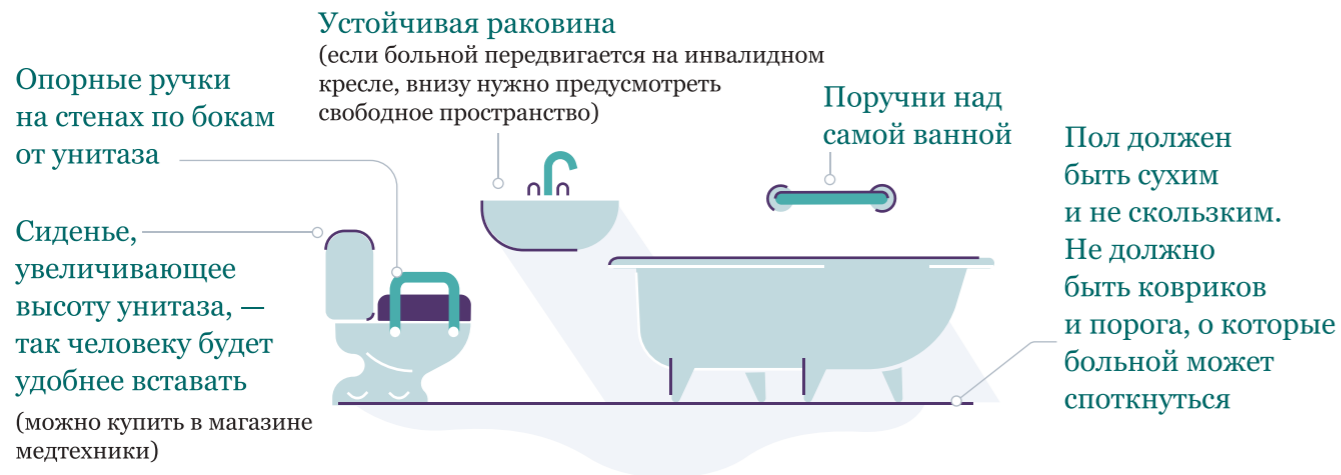 Устойчивая раковина
(если больной передвигается на инвалидном
кресле, внизу нужно предусмотреть
свободное пространство)
Опорные ручки
на стенах по бокам
от унитаза
Поручни над
самой ванной
Сиденье,
увеличивающее
высоту унитаза, —
так человеку будет
удобнее вставать
(можно купить в магазине
медтехники)
Пол должен
быть сухим
и не скользким.
Не должно
быть ковриков
и порога, о которые
больной может
споткнуться